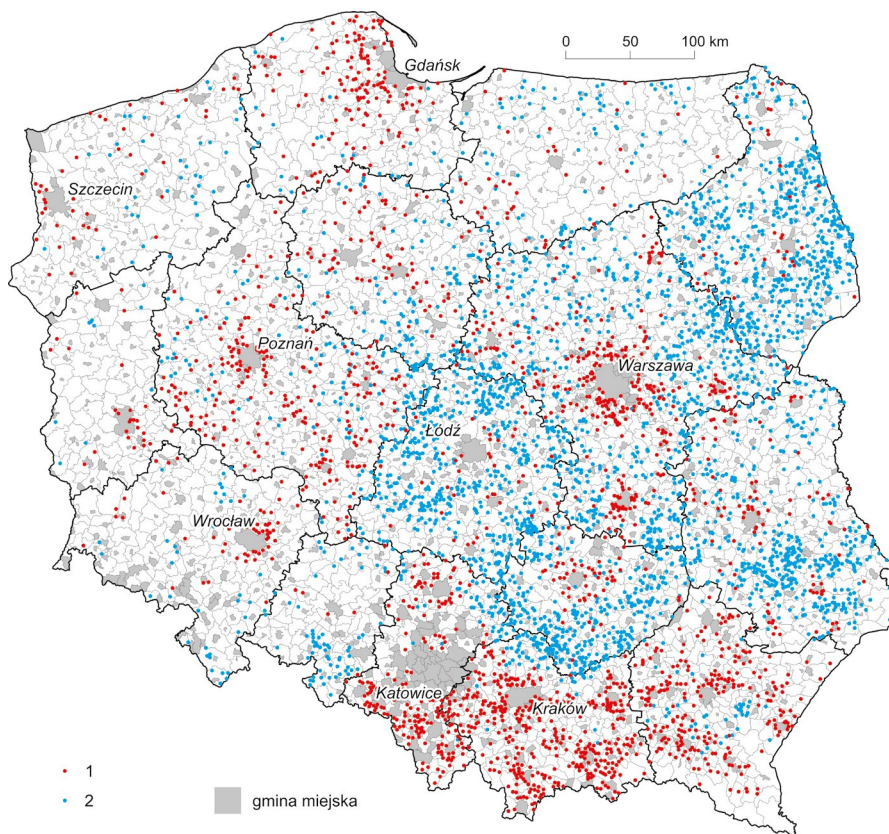 0 50 100 km
Gdańsk
Szczecin
Poznań
Warszawa
Łódź
Wrocław
Katowice
Kraków
1
2 gmina miejska